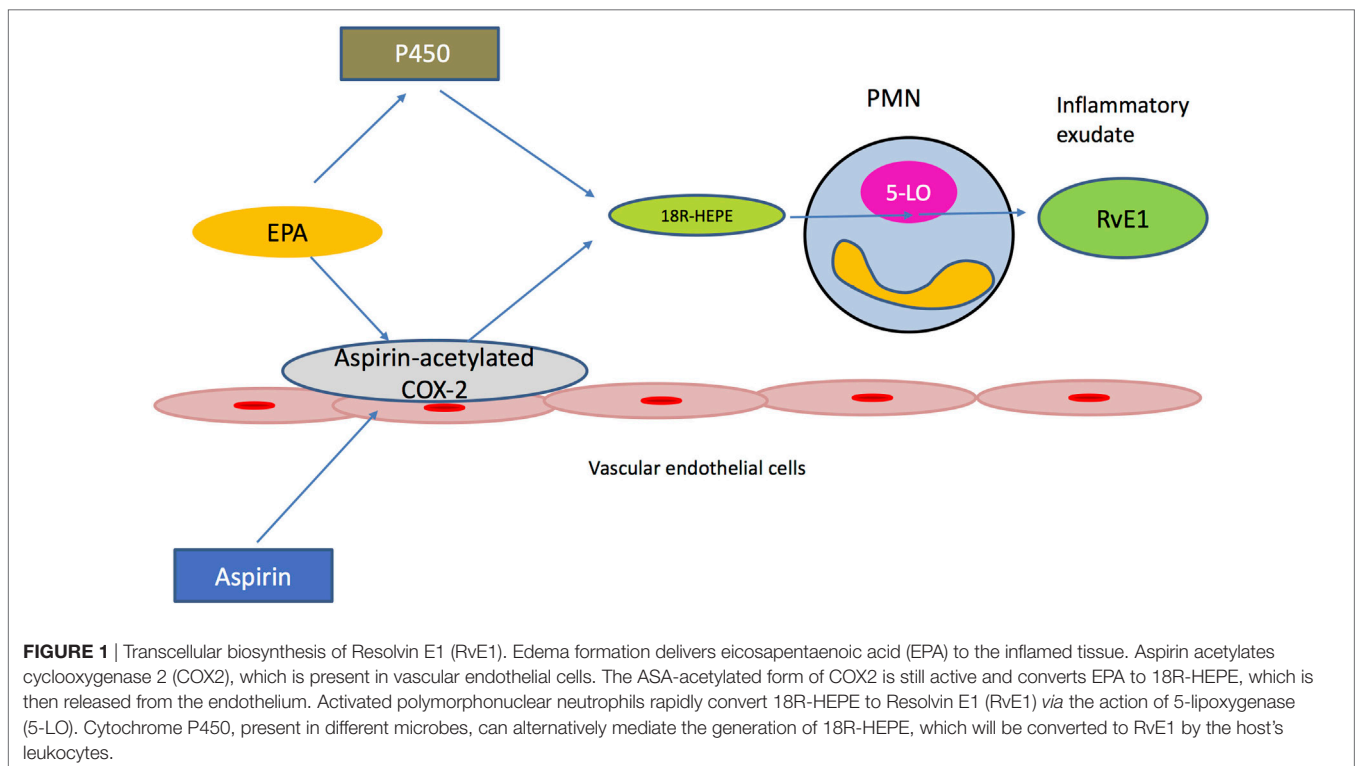 P450
PMN
Inflammatory
exudate
5-LO
18R-HEPE
RvE1
EPA
Aspirin-acetylated
COX-2
Vascular endothelial cells
Aspirin
FIGURE 1 | Transcellular biosynthesis of Resolvin E1 (RvE1). Edema formation delivers eicosapentaenoic acid (EPA) to the inflamed tissue. Aspirin acetylates
cyclooxygenase 2 (COX2), which is present in vascular endothelial cells. The ASA-acetylated form of COX2 is still active and converts EPA to 18R-HEPE, which is
then released from the endothelium. Activated polymorphonuclear neutrophils rapidly convert 18R-HEPE to Resolvin E1 (RvE1) via the action of 5-lipoxygenase
(5-LO). Cytochrome P450, present in different microbes, can alternatively mediate the generation of 18R-HEPE, which will be converted to RvE1 by the host's
leukocytes.